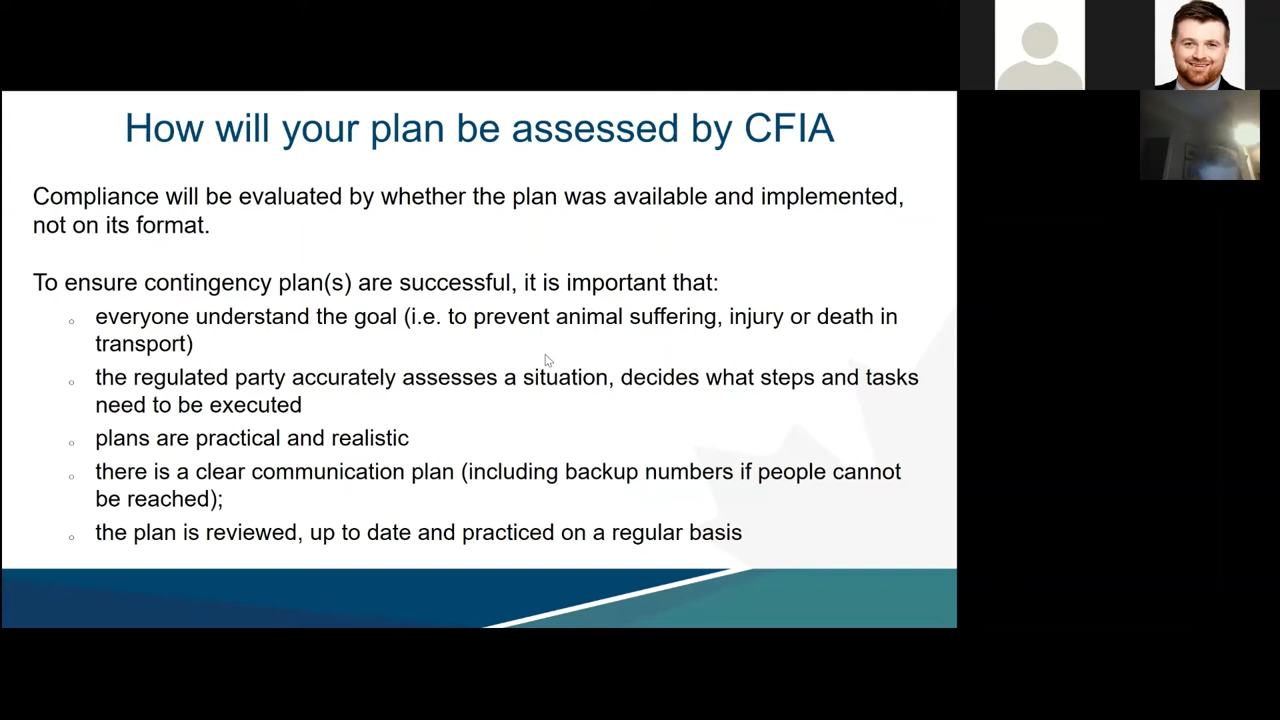 How will your plan be assessed by CFIA
Compliance will be evaluated by whether the plan was available and implemented,
not on its format.
To ensure contingency plan(s) are successful, it is important that:
everyone understand the goal (i.e. to prevent animal suffering, injury or death in
transport)
the regulated party accurately assesses a situation, decides what steps and tasks
need to be executed
plans are practical and realistic
there is a clear communication plan (including backup numbers if people cannot
be reached);
the plan is reviewed, up to date and practiced on a regular basis